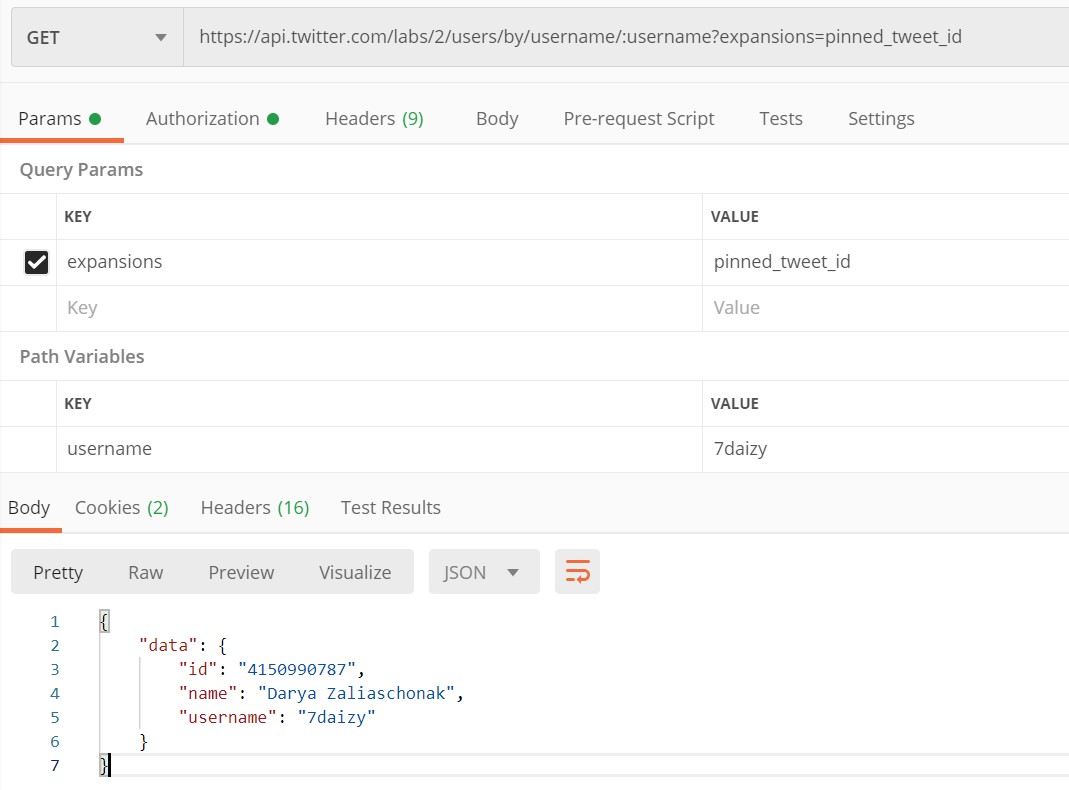 GET https://api.twitter.com/labs/2/users/by/username/:username?expansions=pinned_tweet_id
Params Authorization Headers (9) Body Pre-request Script Tests Settings
Query Params
KEY VALUE
expansions pinned_tweet_id
Key Value
Path Variables
KEY VALUE
username 7daizy
Body Cookies (2) Headers (16) Test Results
Pretty Raw Preview Visualize JSON
1 {
2 "data": {
3 "id": "4150990787",
4 "name": "Darya Zaliaschonak",
5 "username": "7daizy"
6 }
7 }